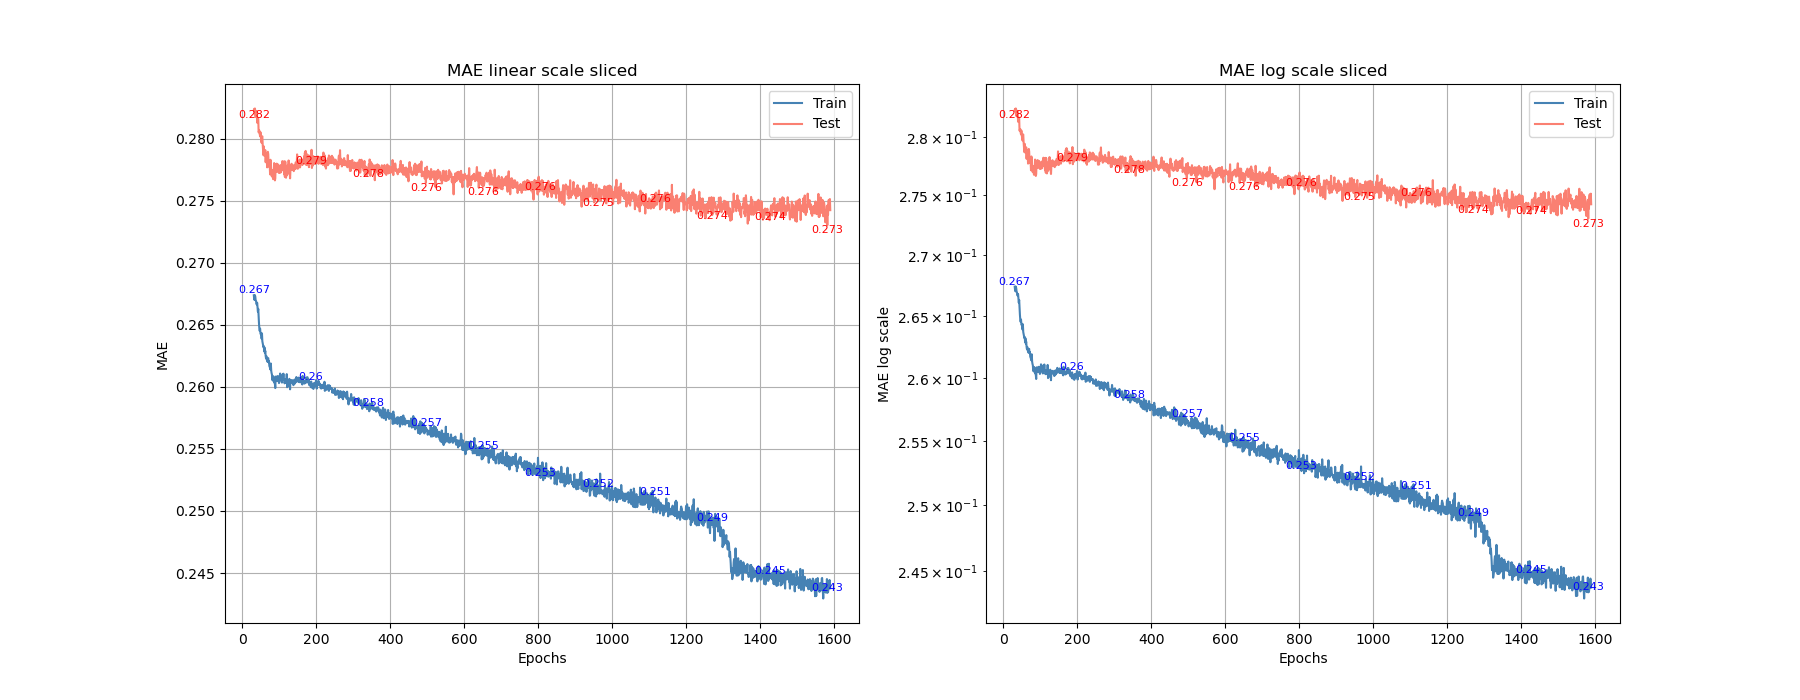 MAE linear scale sliced
Train
Test
0.280
0.275
0.270
0.265
0.260
0.255
0.250
0.245
MAE
0.282
0.279
0.278
0.276
0.276
0.276
0.275
0.276
0.274
0.274
0.273
0.267
0.26
0.258
0.257
0.255
0.253
0.252
0.251
0.249
0.245
0.243
0 200 400 600 800 1000 1200 1400 1600
Epochs
MAE log scale sliced
Train
Test
2.8 × 10⁻¹
2.75 × 10⁻¹
2.7 × 10⁻¹
2.65 × 10⁻¹
2.6 × 10⁻¹
2.55 × 10⁻¹
2.5 × 10⁻¹
2.45 × 10⁻¹
MAE log scale
0.282
0.279
0.278
0.276
0.276
0.276
0.275
0.276
0.274
0.274
0.273
0.267
0.26
0.258
0.257
0.255
0.253
0.252
0.251
0.249
0.245
0.243
0 200 400 600 800 1000 1200 1400 1600
Epochs